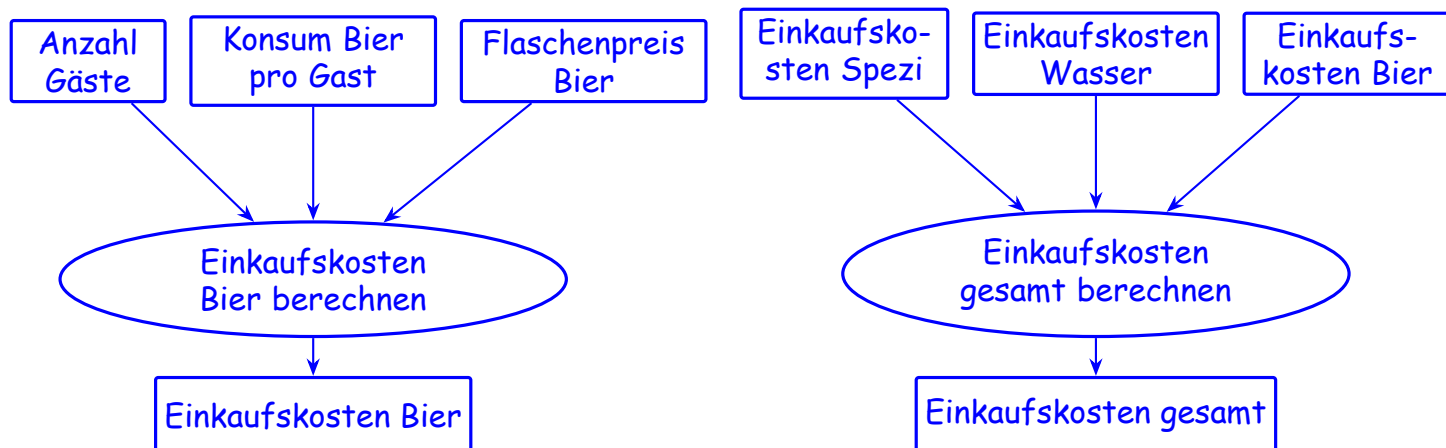 Anzahl
Gäste
Konsum Bier
pro Gast
Flaschenpreis
Bier
Einkaufskosten
Bier berechnen
Einkaufskosten Bier
Einkaufsko-
sten Spezi
Einkaufskosten
Wasser
Einkaufs-
kosten Bier
Einkaufskosten
gesamt berechnen
Einkaufskosten gesamt